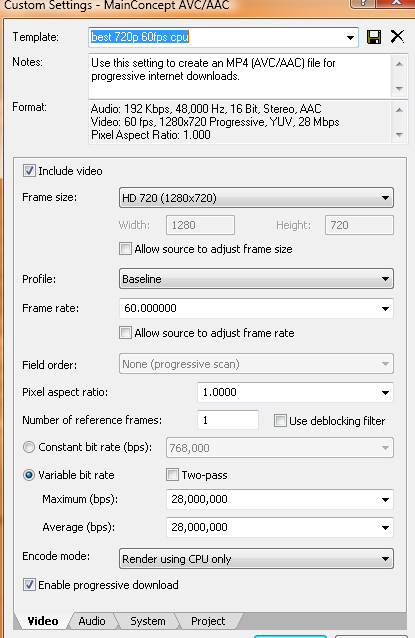 Custom Settings - MainConcept AVC/AAC
Template: best 720p 60fps cpu
Notes: Use this setting to create an MP4 (AVC/AAC) file for
progressive internet downloads.
Format: Audio: 192 Kbps, 48,000 Hz, 16 Bit, Stereo, AAC
Video: 60 fps, 1280x720 Progressive, YUV, 28 Mbps
Pixel Aspect Ratio: 1.000
Include video
Frame size: HD 720 (1280x720)
Width: 1280 Height: 720
Allow source to adjust frame size
Profile: Baseline
Frame rate: 60.000000
Allow source to adjust frame rate
Field order: None (progressive scan)
Pixel aspect ratio: 1.0000
Number of reference frames: 1 Use deblocking filter
Constant bit rate (bps): 768,000
Variable bit rate Two-pass
Maximum (bps): 28,000,000
Average (bps): 28,000,000
Encode mode: Render using CPU only
Enable progressive download
Video Audio System Project